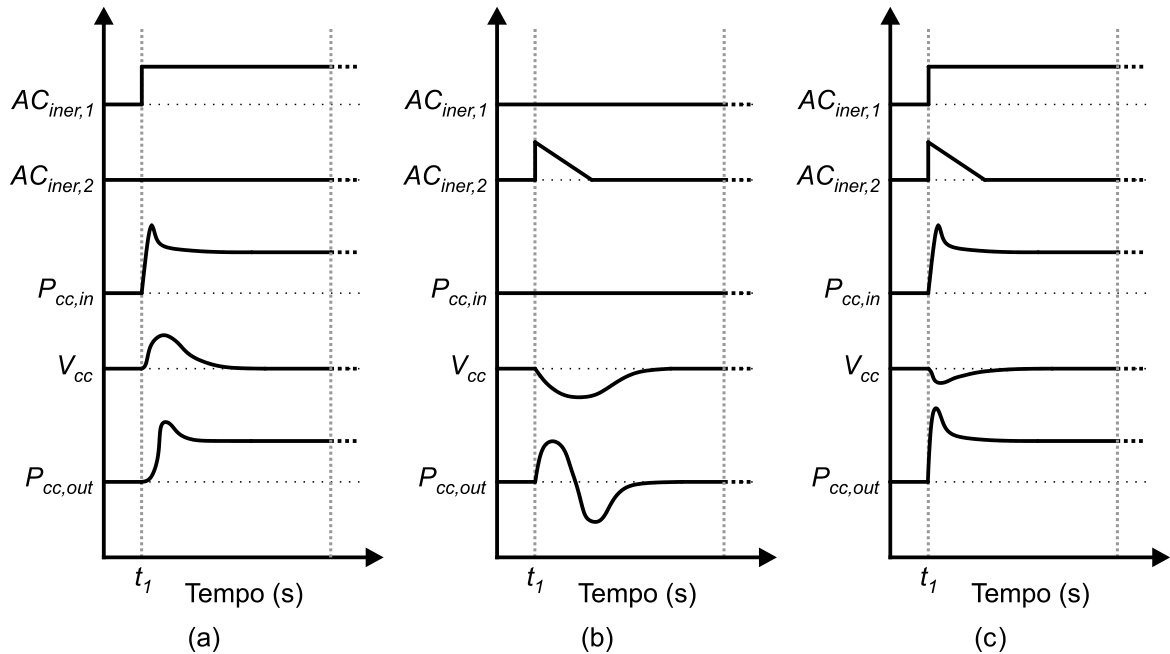 AC_iner,1
AC_iner,2
P_cc,in
V_cc
P_cc,out
t_1
Tempo (s)
(a)
AC_iner,1
AC_iner,2
P_cc,in
V_cc
P_cc,out
t_1
Tempo (s)
(b)
AC_iner,1
AC_iner,2
P_cc,in
V_cc
P_cc,out
t_1
Tempo (s)
(c)